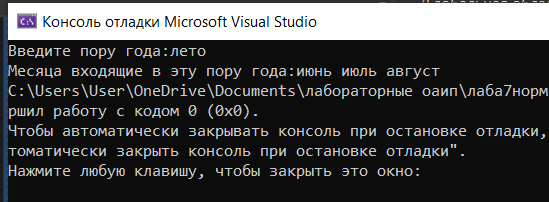 Консоль отладки Microsoft Visual Studio
Введите пору года:лето
Месяца входящие в эту пору года:июнь июль август
C:\Users\User\OneDrive\Documents\лабораторные оаип\лаба7норм
ршил работу с кодом 0 (0x0).
Чтобы автоматически закрывать консоль при остановке отладки,
томатически закрыть консоль при остановке отладки".
Нажмите любую клавишу, чтобы закрыть это окно: